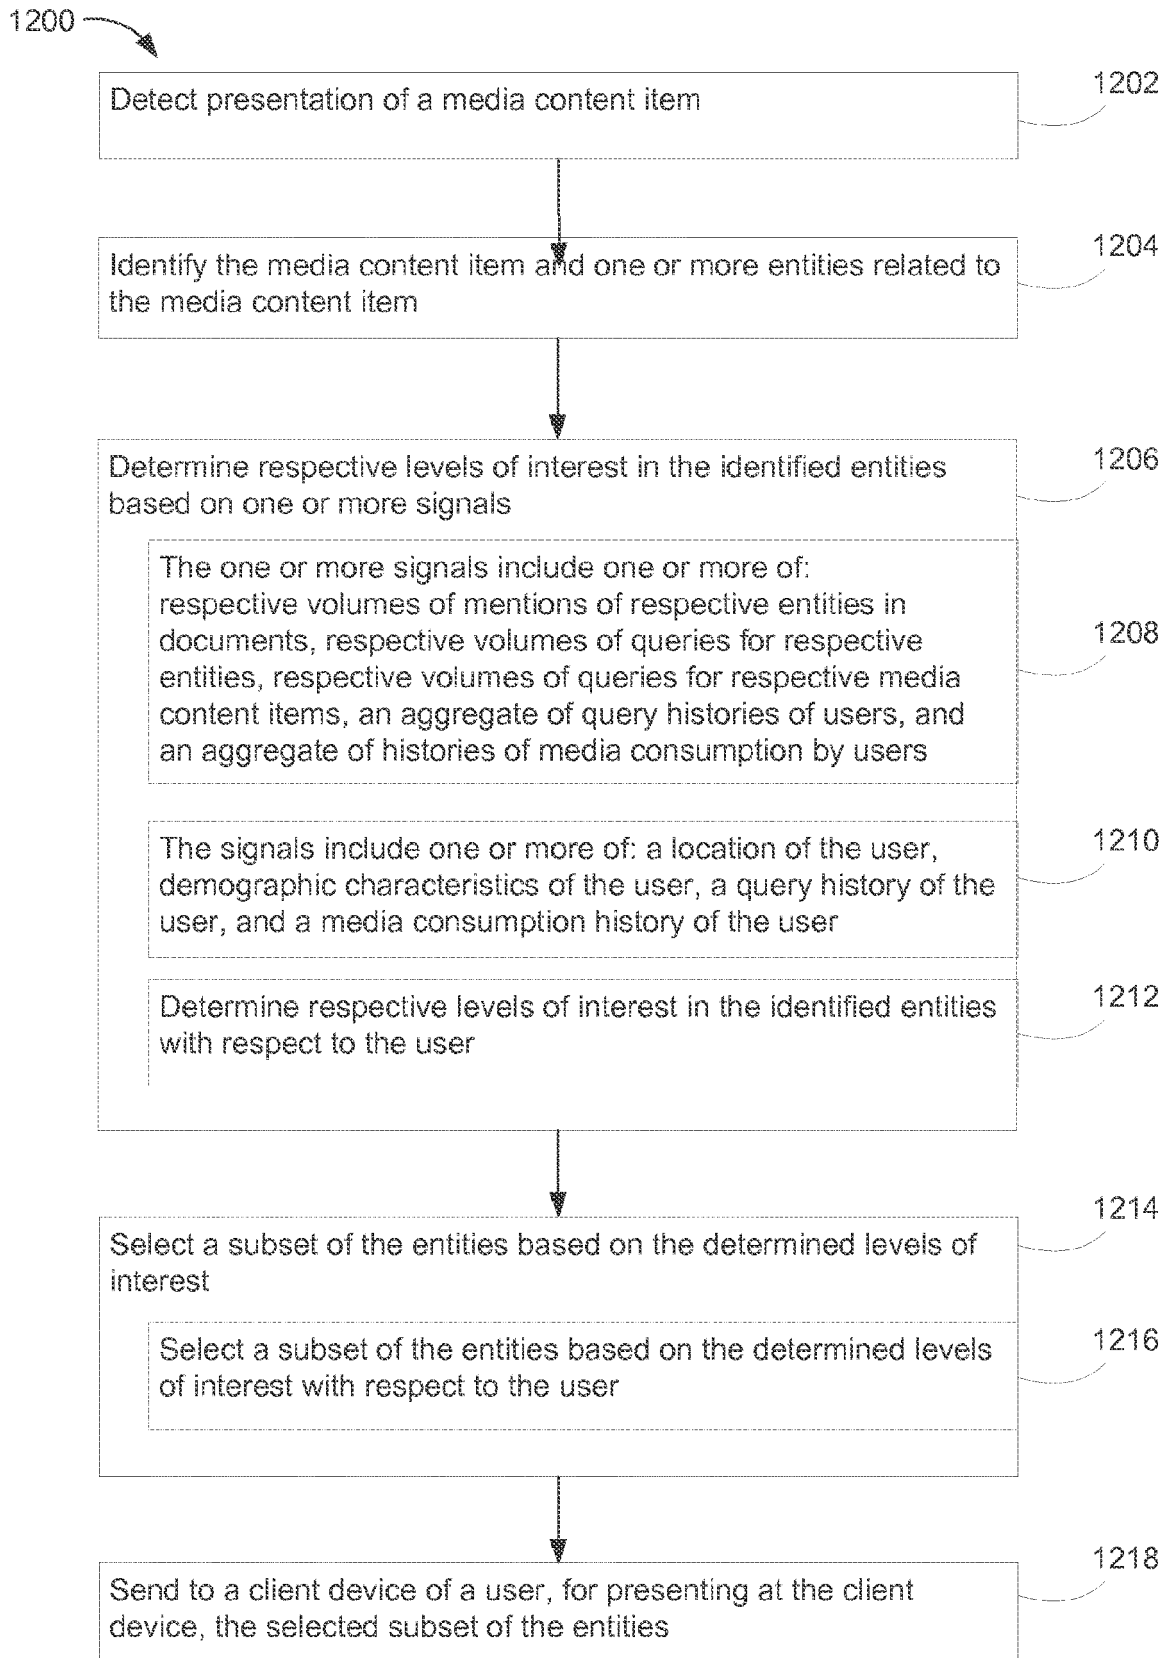 1200
1202
Detect presentation of a media content item
1204
Identify the media content item and one or more entities related to
the media content item
1206
Determine respective levels of interest in the identified entities
based on one or more signals
The one or more signals include one or more of:
respective volumes of mentions of respective entities in
documents, respective volumes of queries for respective
1208
entities, respective volumes of queries for respective media
content items, an aggregate of query histories of users, and
an aggregate of histories of media consumption by users
1210
The signals include one or more of: a location of the user,
demographic characteristics of the user, a query history of the
user, and a media consumption history of the user
1212
Determine respective levels of interest in the identified entities
with respect to the user
1214
Select a subset of the entities based on the determined levels of
interest
1216
Select a subset of the entities based on the determined levels
of interest with respect to the user
1218
Send to a client device of a user, for presenting at the client
device, the selected subset of the entities